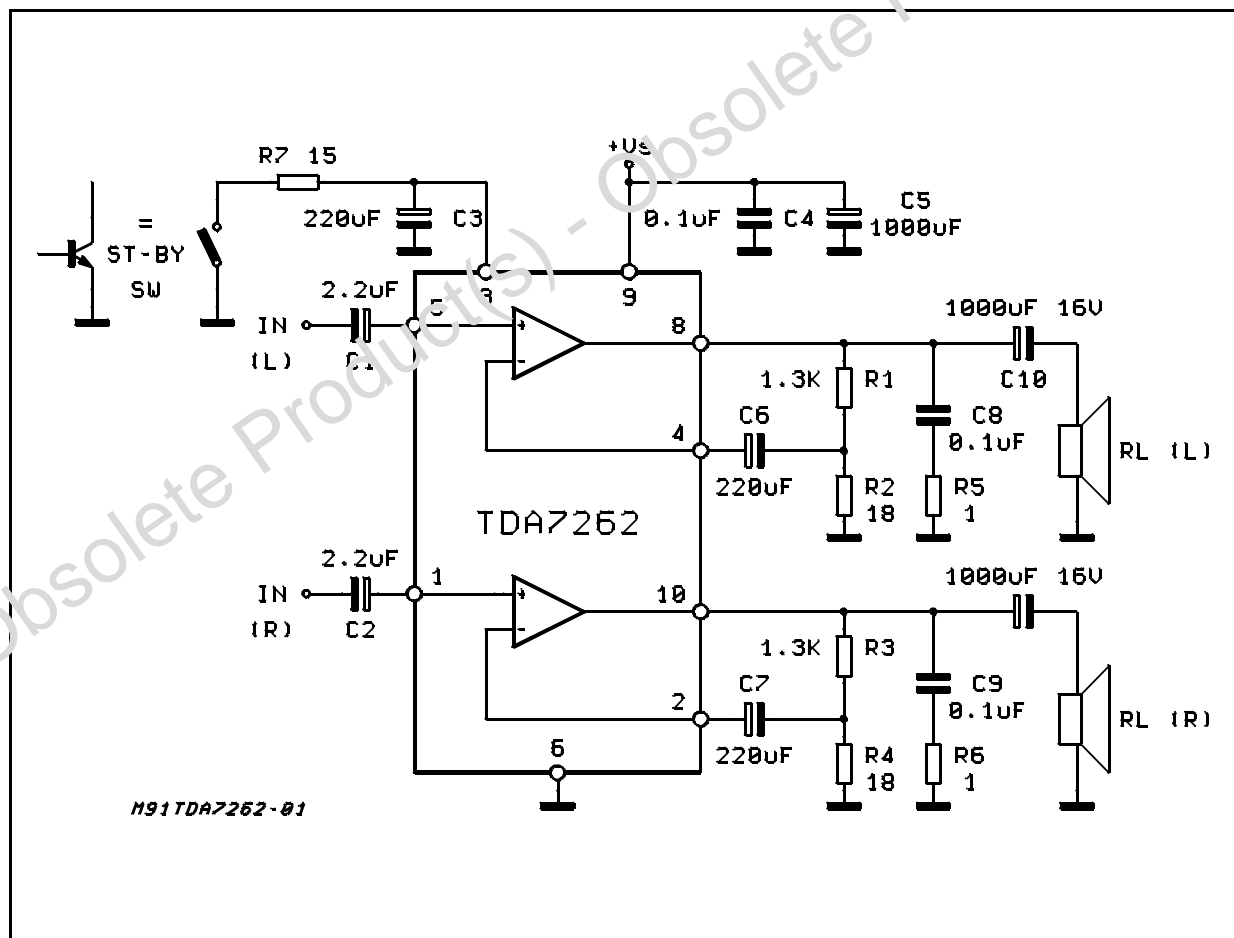 Obsolete Product(s) - Obsolete
+Vs
R7 15
220uF
C3
0.1uF
C4
C5
1000uF
=
ST-BY
SW
3
9
2.2uF
IN
(L)
C1
5
8
1000uF 16V
C10
1.3K
R1
C6
220uF
4
C8
0.1uF
R2
18
R5
1
RL (L)
TDA7262
2.2uF
IN
(R)
C2
1
10
1000uF 16V
1.3K
R3
C7
220uF
2
C9
0.1uF
R4
18
R6
1
RL (R)
6
M91TDA7262-01